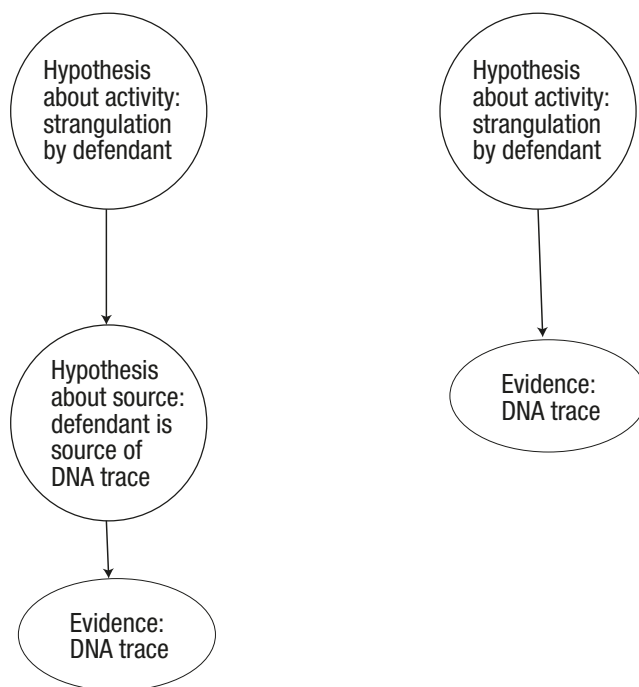 Hypothesis
about activity:
strangulation
by defendant
Hypothesis
about source:
defendant is
source of
DNA trace
Evidence:
DNA trace
Hypothesis
about activity:
strangulation
by defendant
Evidence:
DNA trace